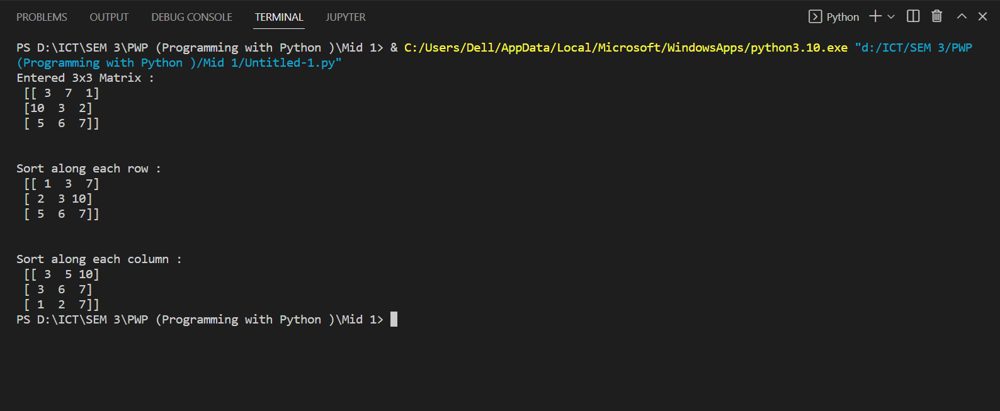 PROBLEMS OUTPUT DEBUG CONSOLE TERMINAL JUPYTER Python
PS D:\ICT\SEM 3\PWP (Programming with Python )\Mid 1> & C:/Users/Dell/AppData/Local/Microsoft/WindowsApps/python3.10.exe "d:/ICT/SEM 3/PWP
(Programming with Python )/Mid 1/Untitled-1.py"
Entered 3x3 Matrix :
 [[ 3  7  1]
 [10  3  2]
 [ 5  6  7]]
Sort along each row :
 [[ 1  3  7]
 [ 2  3 10]
 [ 5  6  7]]
Sort along each column :
 [[ 3  5 10]
 [ 3  6  7]
 [ 1  2  7]]
PS D:\ICT\SEM 3\PWP (Programming with Python )\Mid 1>